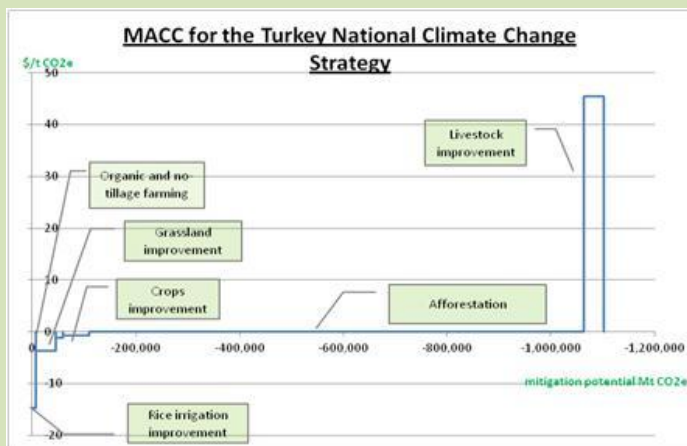 MACC for the Turkey National Climate Change
Strategy
$/t CO2e
50
40
30
20
10
0
-10
-20
Organic and no-
tillage farming
Grassland
improvement
Crops
improvement
Rice irrigation
improvement
Livestock
improvement
Afforestation
0
-200,000
-400,000
-600,000
-800,000
-1,000,000
-1,200,000
mitigation potential Mt CO2e